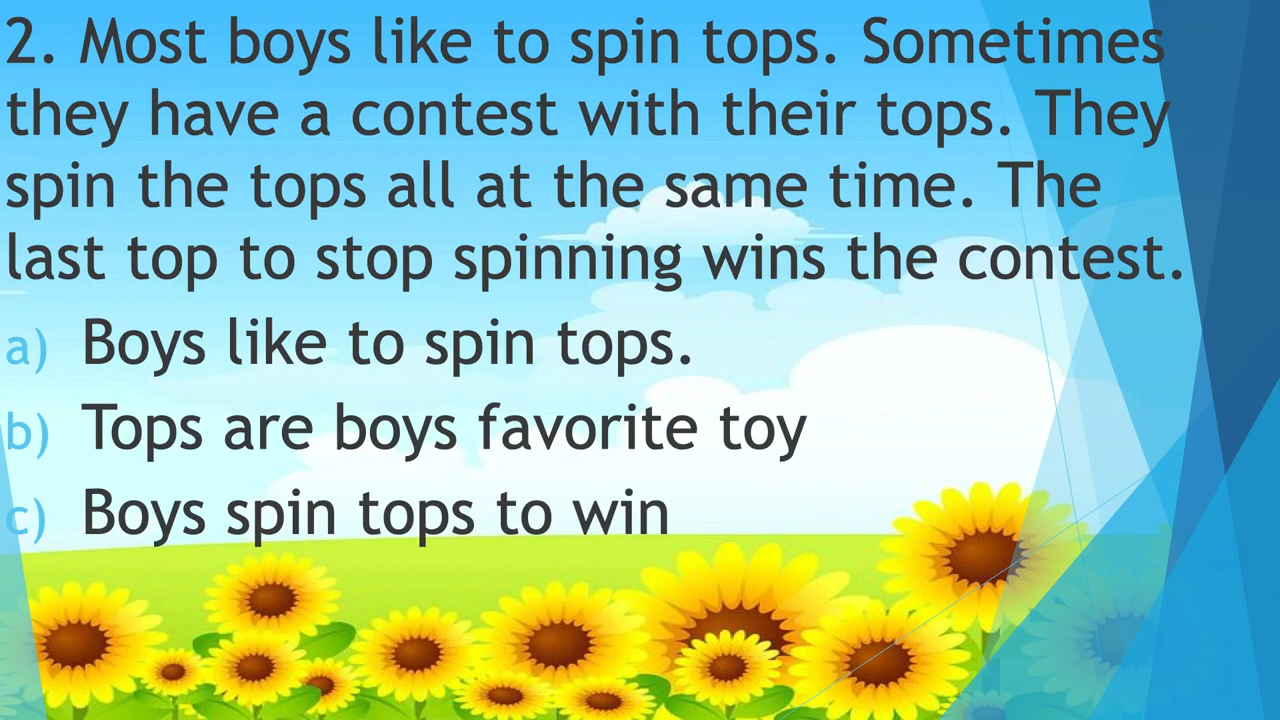 2. Most boys like to spin tops. Sometimes
they have a contest with their tops. They
spin the tops all at the same time. The
last top to stop spinning wins the contest.
a) Boys like to spin tops.
b) Tops are boys favorite toy
c) Boys spin tops to win